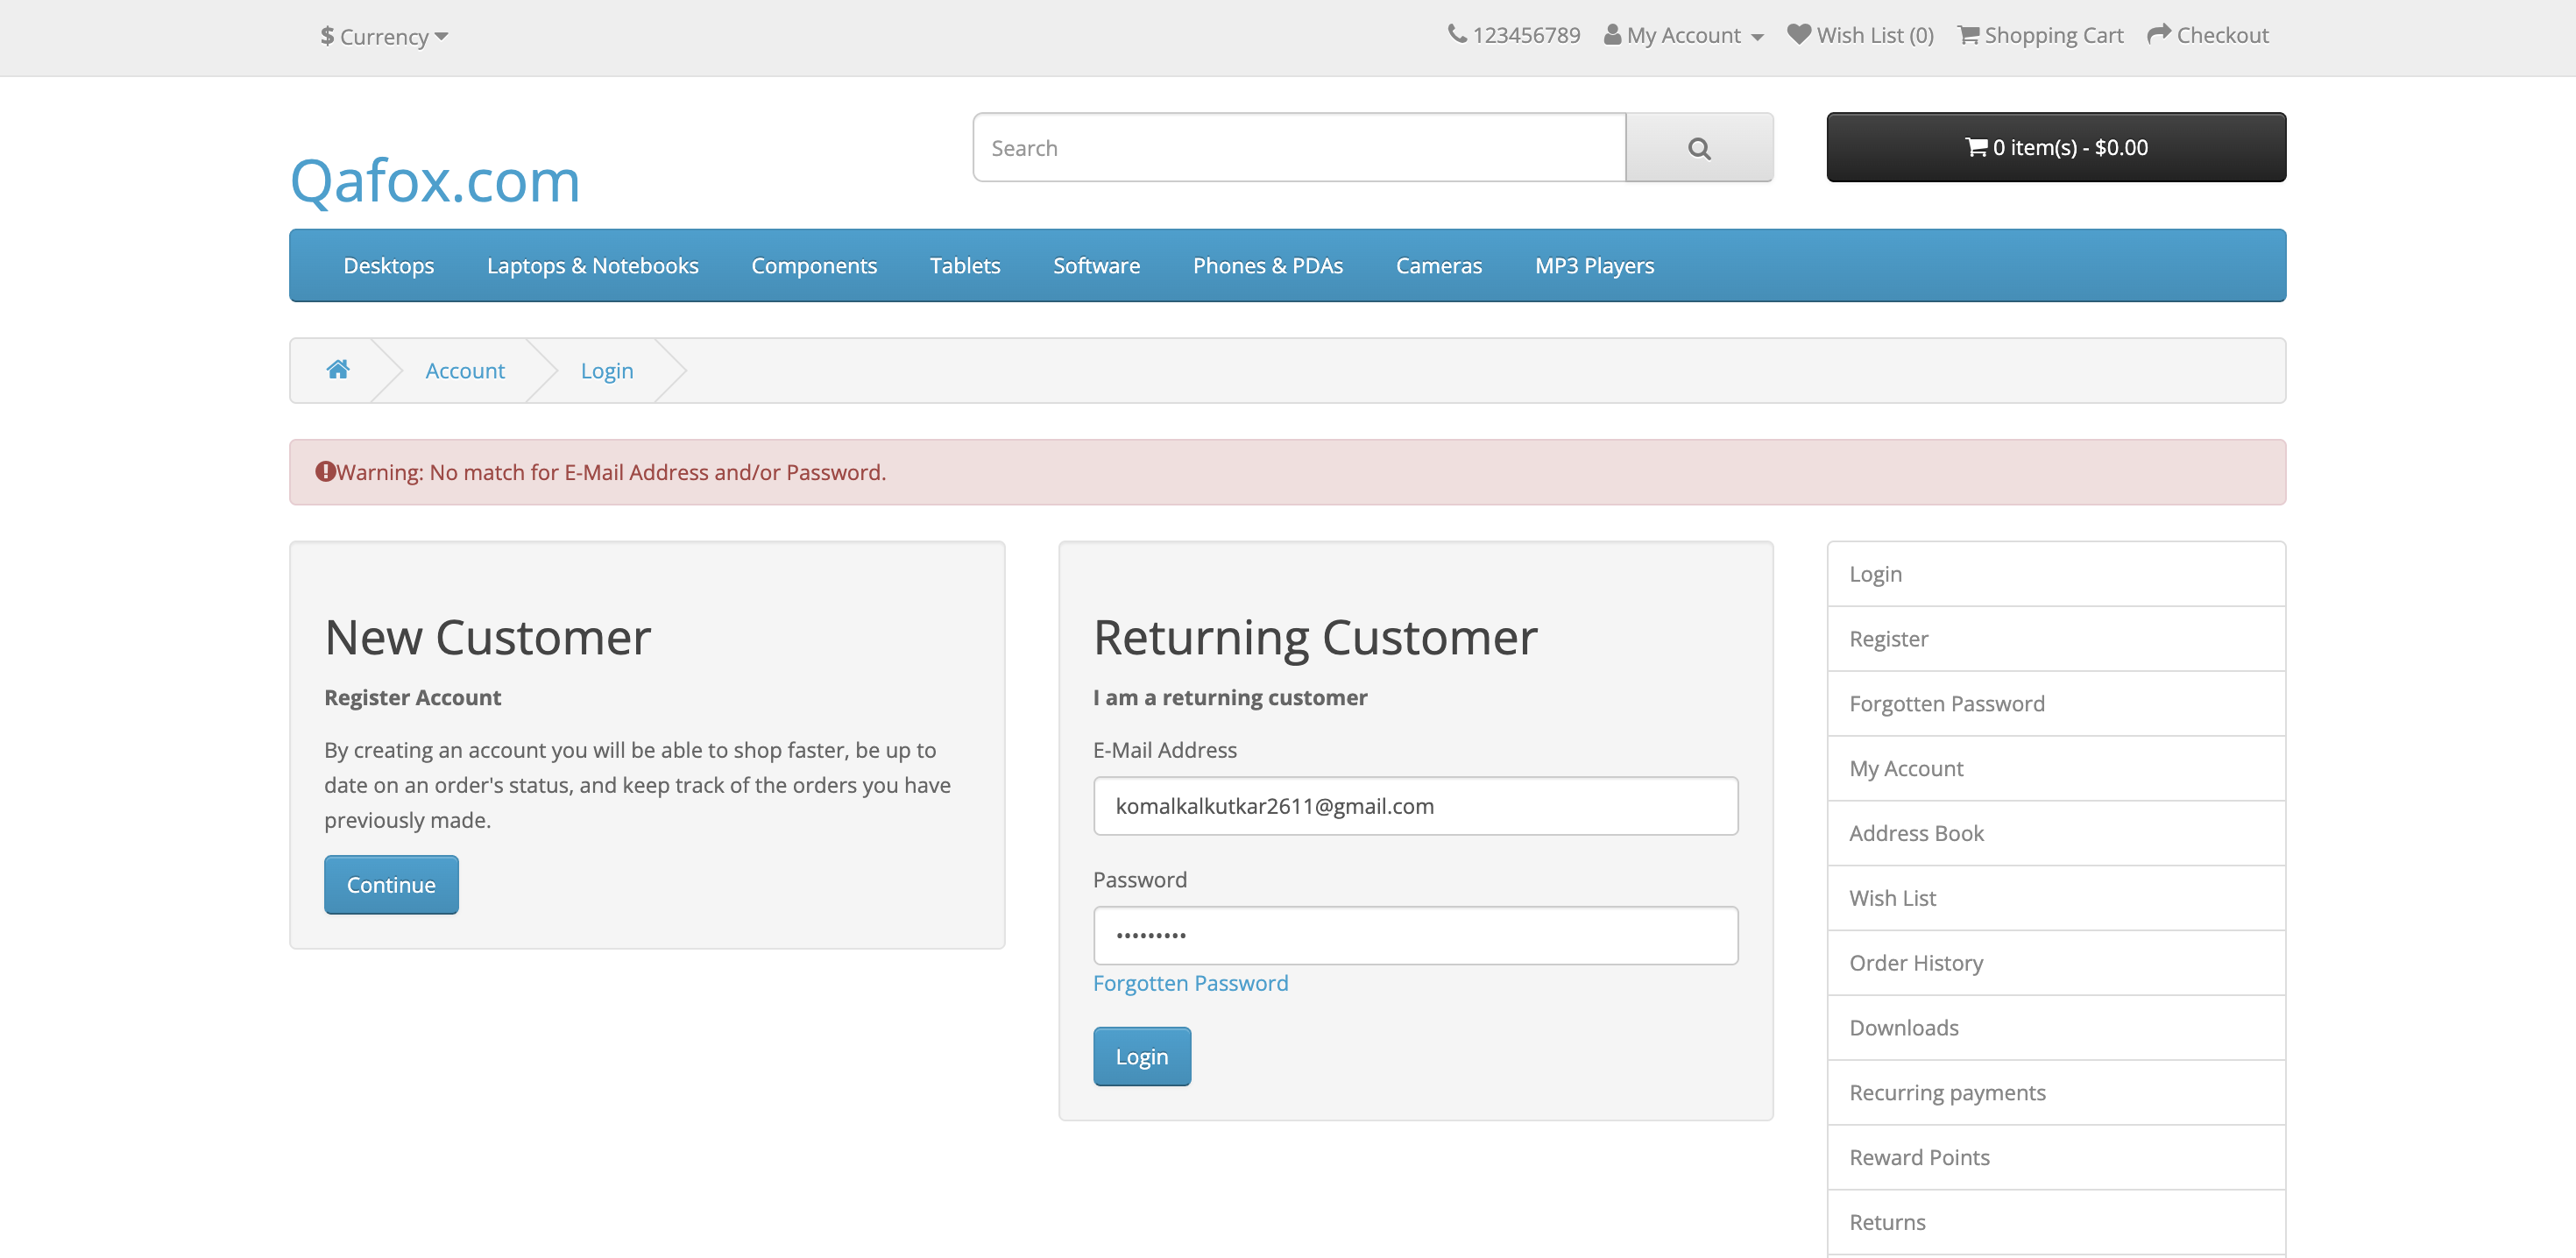 $ Currency
123456789 My Account Wish List (0) Shopping Cart Checkout
Qafox.com
Search
0 item(s) - $0.00
Desktops Laptops & Notebooks Components Tablets Software Phones & PDAs Cameras MP3 Players
Account Login
Warning: No match for E-Mail Address and/or Password.
New Customer
Register Account
By creating an account you will be able to shop faster, be up to
date on an order's status, and keep track of the orders you have
previously made.
Continue
Returning Customer
I am a returning customer
E-Mail Address
komalkalkutkar2611@gmail.com
Password
•••••••••
Forgotten Password
Login
Login
Register
Forgotten Password
My Account
Address Book
Wish List
Order History
Downloads
Recurring payments
Reward Points
Returns